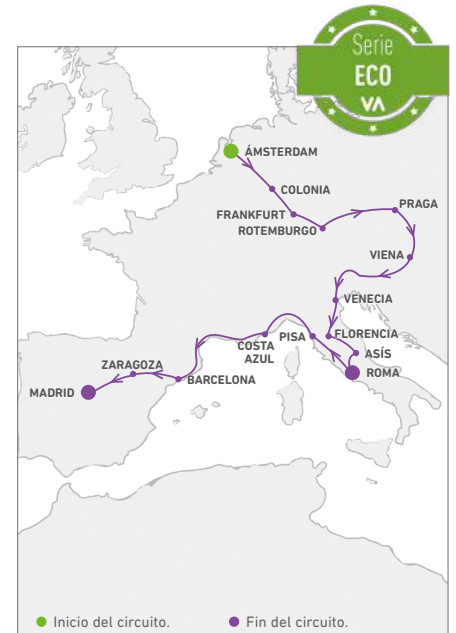 Serie
ECO
VA
ÁMSTERDAM
COLONIA
FRANKFURT
ROTEMBURGO
PRAGA
VIENA
VENECIA
FLORENCIA
ASÍS
ROMA
PISA
COSTA
AZUL
BARCELONA
ZARAGOZA
MADRID
Inicio del circuito.
Fin del circuito.